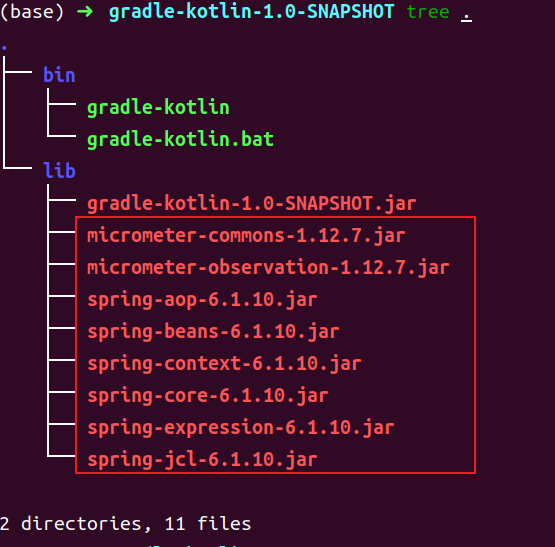 (base) ➜ gradle-kotlin-1.0-SNAPSHOT tree .
.
├── bin
│   ├── gradle-kotlin
│   └── gradle-kotlin.bat
└── lib
    ├── gradle-kotlin-1.0-SNAPSHOT.jar
    ├── micrometer-commons-1.12.7.jar
    ├── micrometer-observation-1.12.7.jar
    ├── spring-aop-6.1.10.jar
    ├── spring-beans-6.1.10.jar
    ├── spring-context-6.1.10.jar
    ├── spring-core-6.1.10.jar
    ├── spring-expression-6.1.10.jar
    └── spring-jcl-6.1.10.jar
2 directories, 11 files